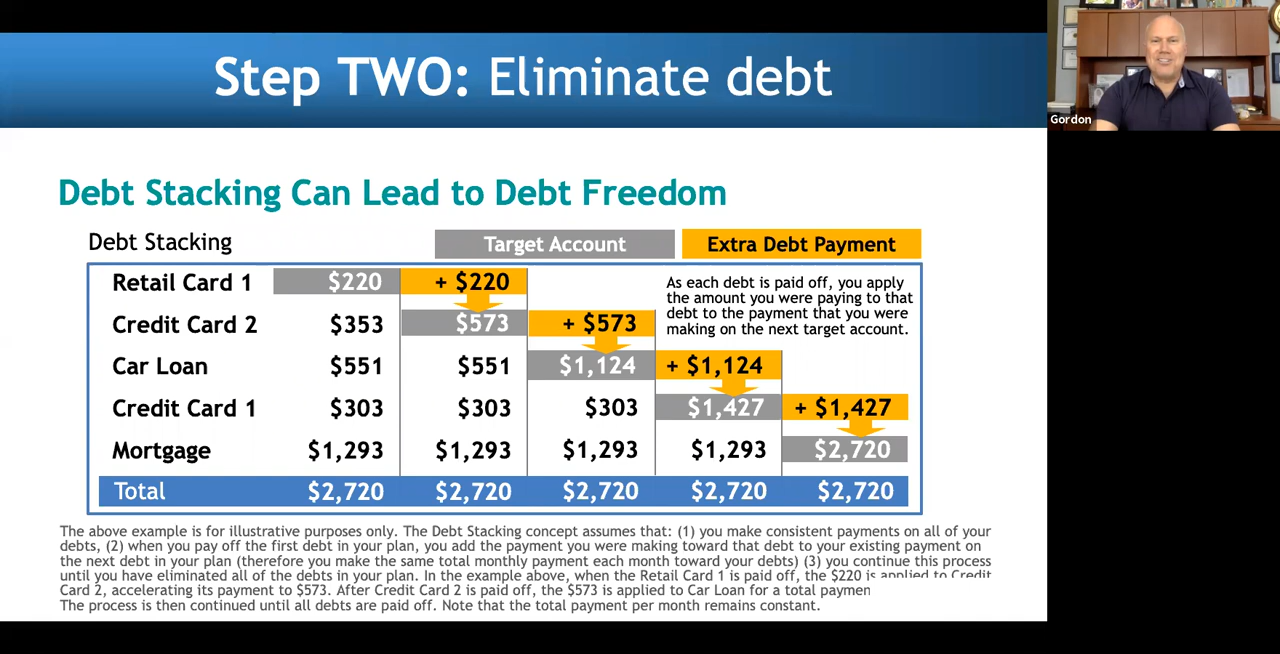 Step TWO: Eliminate debt
Gordon
Debt Stacking Can Lead to Debt Freedom
Debt Stacking Target Account Extra Debt Payment
Retail Card 1 $220 + $220
As each debt is paid off, you apply
the amount you were paying to that
debt to the payment that you were
making on the next target account.
Credit Card 2 $353 $573 + $573
Car Loan $551 $551 $1,124 + $1,124
Credit Card 1 $303 $303 $303 $1,427 + $1,427
Mortgage $1,293 $1,293 $1,293 $1,293 $2,720
Total $2,720 $2,720 $2,720 $2,720 $2,720
The above example is for illustrative purposes only. The Debt Stacking concept assumes that: (1) you make consistent payments on all of your
debts, (2) when you pay off the first debt in your plan, you add the payment you were making toward that debt to your existing payment on
the next debt in your plan (therefore you make the same total monthly payment each month toward your debts) (3) you continue this process
until you have eliminated all of the debts in your plan. In the example above, when the Retail Card 1 is paid off, the $220 is applied to Credit
Card 2, accelerating its payment to $573. After Credit Card 2 is paid off, the $573 is applied to Car Loan for a total paymen
The process is then continued until all debts are paid off. Note that the total payment per month remains constant.